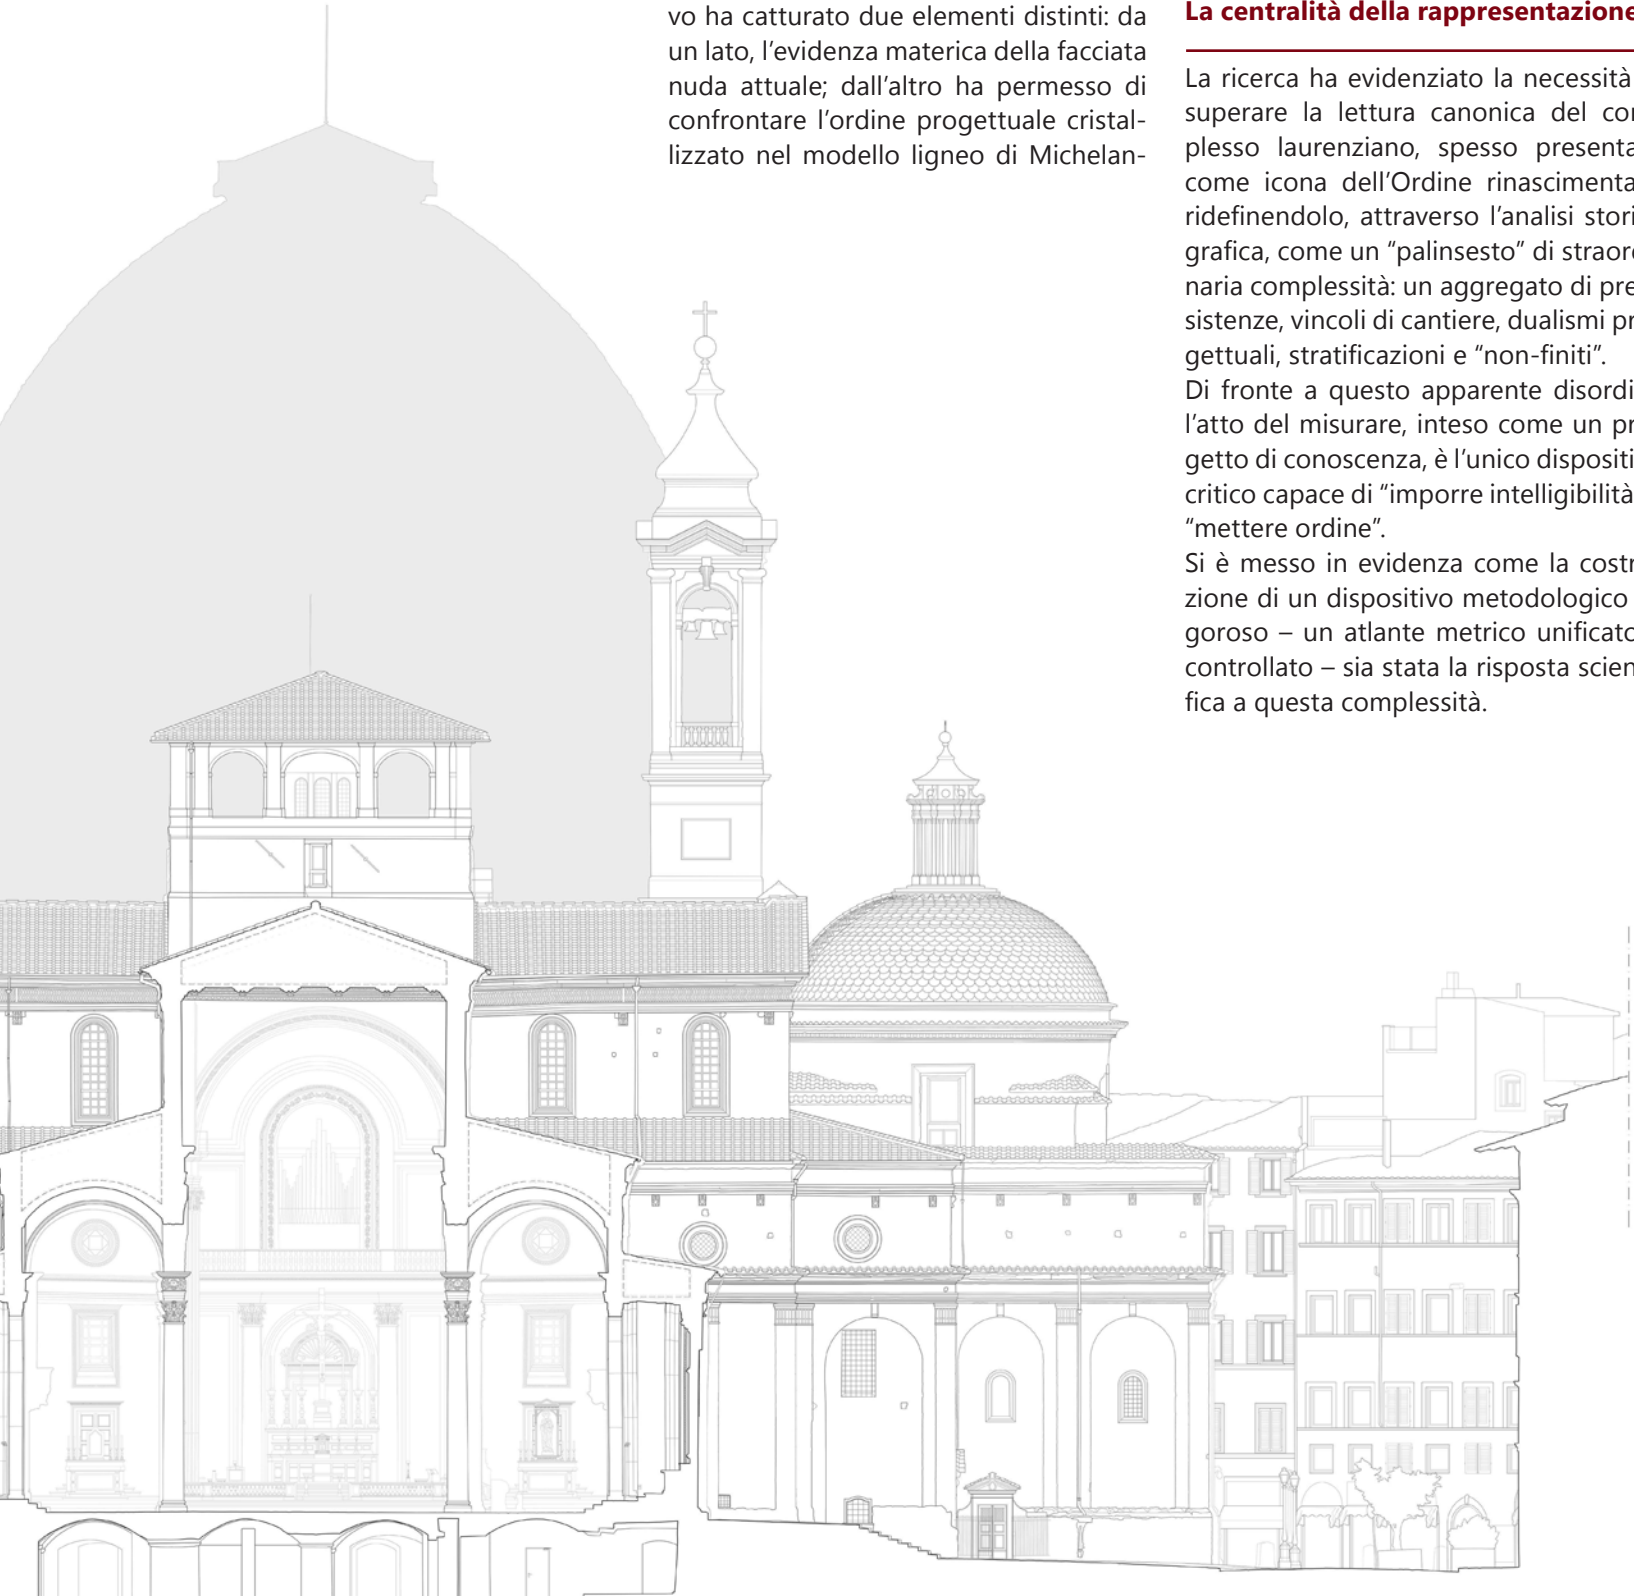 vo ha catturato due elementi distinti: da
un lato, l’evidenza materica della facciata
nuda attuale; dall’altro ha permesso di
confrontare l’ordine progettuale cristal-
lizzato nel modello ligneo di Michelan-
La centralità della rappresentazione
La ricerca ha evidenziato la necessità
superare la lettura canonica del co
plesso laurenziano, spesso presenta
come icona dell’Ordine rinascimenta
ridefinendolo, attraverso l’analisi stori
grafica, come un “palinsesto” di straor
naria complessità: un aggregato di pre
sistenze, vincoli di cantiere, dualismi pr
gettuali, stratificazioni e “non-finiti”.
Di fronte a questo apparente disordi
l’atto del misurare, inteso come un pr
getto di conoscenza, è l’unico dispositi
critico capace di “imporre intelligibilità
“mettere ordine”.
Si è messo in evidenza come la costr
zione di un dispositivo metodologico
goroso – un atlante metrico unificato
controllato – sia stata la risposta scien
fica a questa complessità.